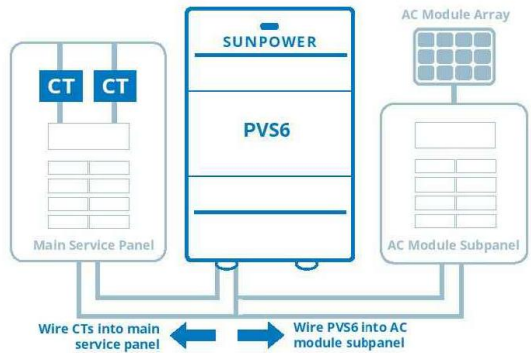 AC Module Array
SUNPOWER
CT CT
PVS6
Main Service Panel
AC Module Subpanel
Wire CTs into main
service panel
Wire PVS6 into AC
module subpanel